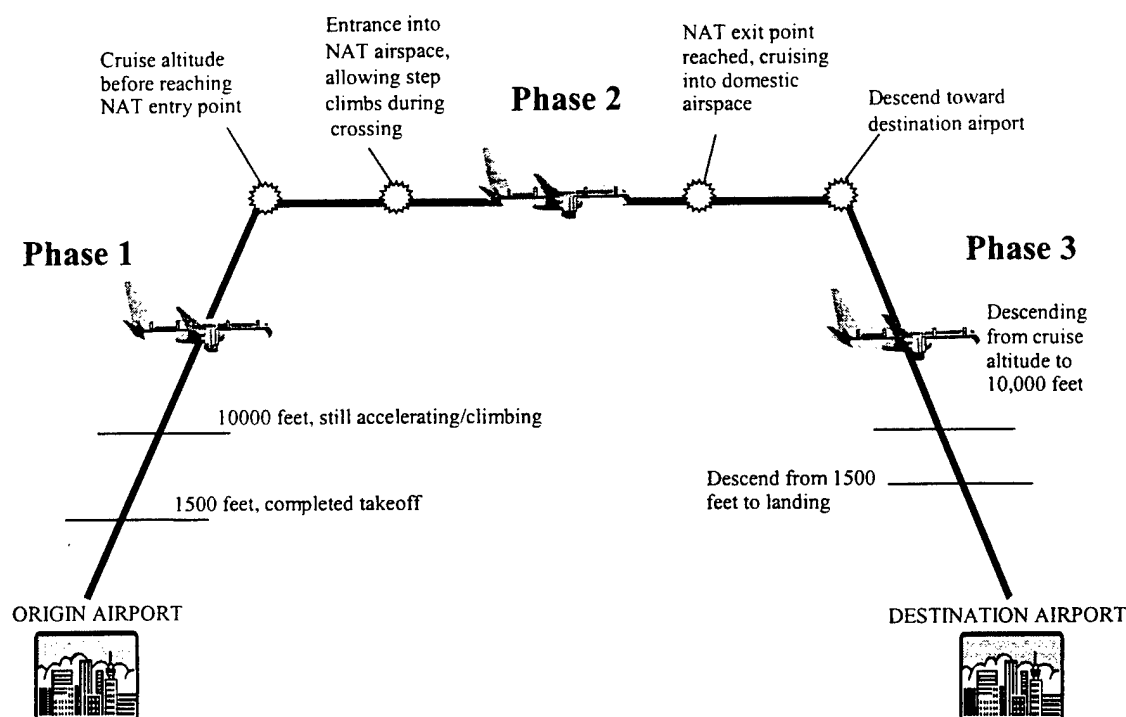 Cruise altitude
before reaching
NAT entry point
Entrance into
NAT airspace,
allowing step
climbs during
crossing
Phase 2
NAT exit point
reached, cruising
into domestic
airspace
Descend toward
destination airport
Phase 1
Phase 3
Descending
from cruise
altitude to
10,000 feet
10000 feet, still accelerating/climbing
1500 feet, completed takeoff
Descend from 1500
feet to landing
ORIGIN AIRPORT
DESTINATION AIRPORT